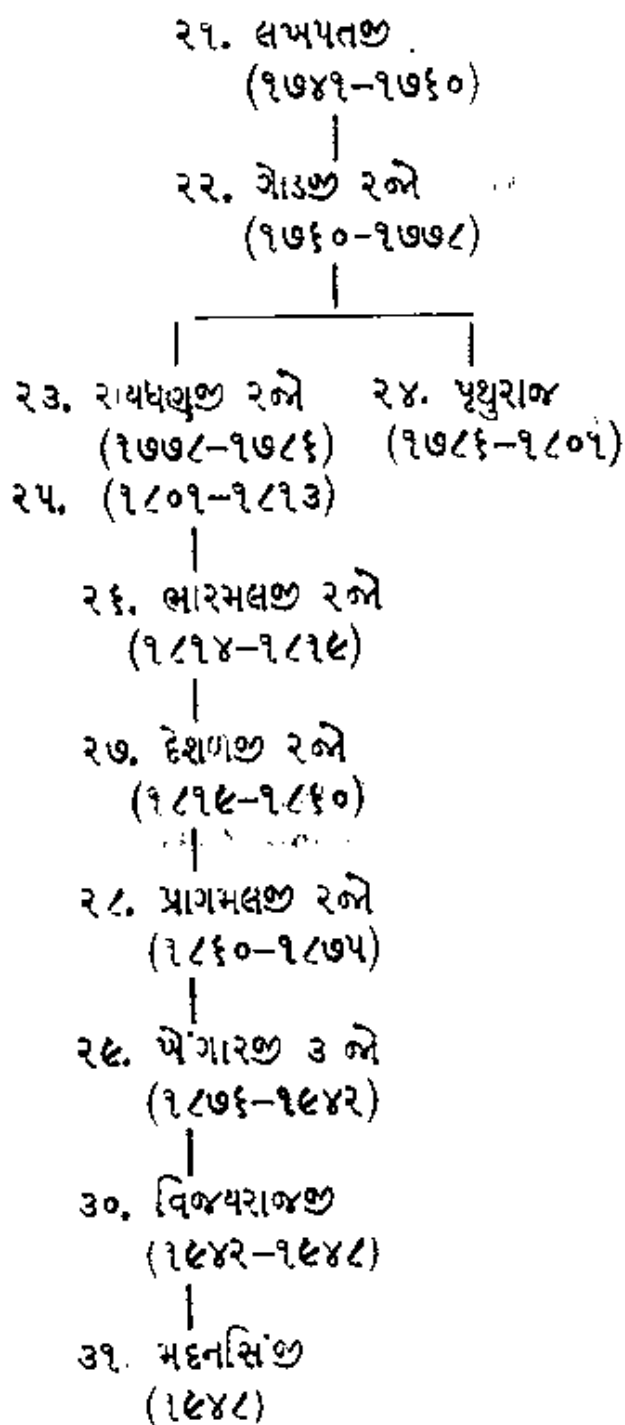 ૨૧. લખપતજી
(૧૭૪૧–૧૭૬૦)
૨૨. ગોડજી ૨જો
(૧૭૬૦–૧૭૭૮)
૨૩. રાયધણજી ૨જો ૨૪. પૃથુરાજ
(૧૭૭૮–૧૭૮૬) (૧૭૮૬–૧૮૦૧)
૨૫. (૧૮૦૧–૧૮૧૩)
૨૬. ભારમલજી ૨જો
(૧૮૧૪–૧૮૧૯)
૨૭. દેશળજી ૨જો
(૧૮૧૯–૧૮૬૦)
૨૮. પ્રાગમલજી ૨જો
(૧૮૬૦–૧૮૭૫)
૨૯. ખેંગારજી ૩ જો
(૧૮૭૬–૧૯૪૨)
૩૦. વિજયરાજજી
(૧૯૪૨–૧૯૪૮)
૩૧. મદનસિંજી
(૧૯૪૮)